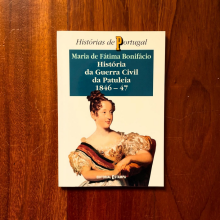 Histórias de Portugal
Maria de Fátima Bonifácio
História
da Guerra Civil
da Patuleia
1846 – 47